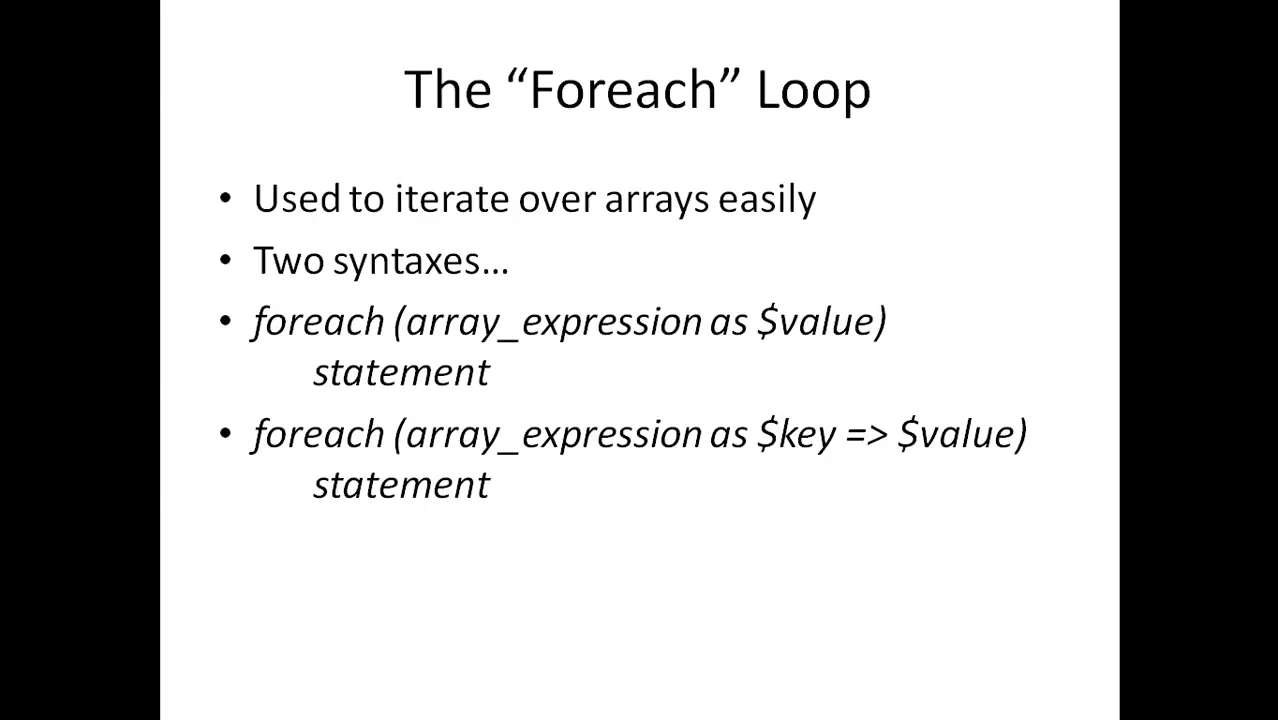 The “Foreach” Loop
• Used to iterate over arrays easily
• Two syntaxes…
• foreach (array_expression as $value)
statement
• foreach (array_expression as $key => $value)
statement